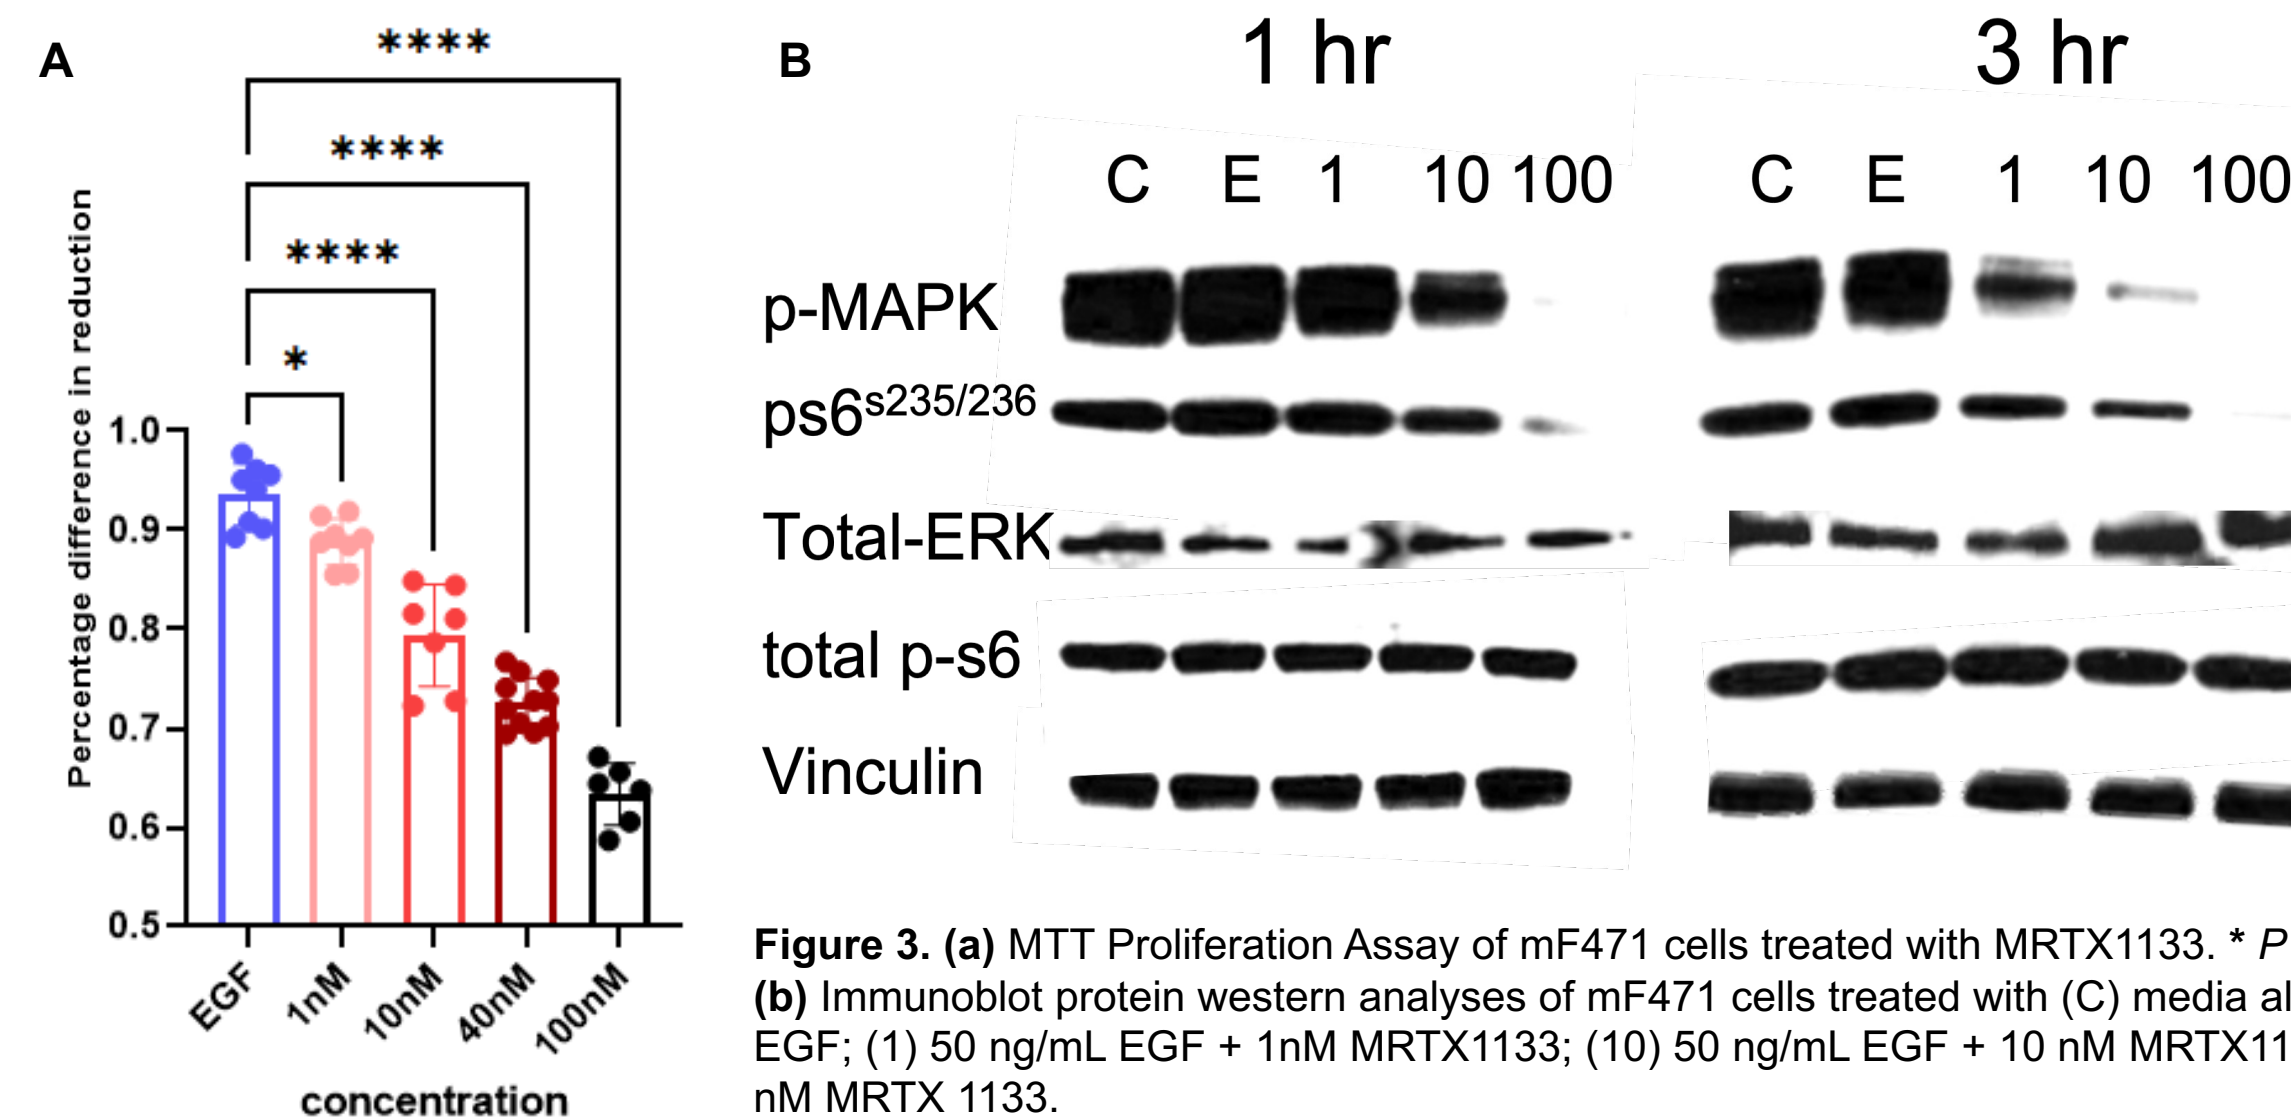 A
****
****
****
*
Percentage difference in reduction
1.0
0.9
0.8
0.7
0.6
0.5
EGF
1nM
10nM
40nM
100nM
concentration
B
1 hr
3 hr
C E 1 10 100
C E 1 10 100
p-MAPK
ps6s235/236
Total-ERK
total p-s6
Vinculin
Figure 3. (a) MTT Proliferation Assay of mF471 cells treated with MRTX1133. * P
(b) Immunoblot protein western analyses of mF471 cells treated with (C) media al
EGF; (1) 50 ng/mL EGF + 1nM MRTX1133; (10) 50 ng/mL EGF + 10 nM MRTX11
nM MRTX 1133.